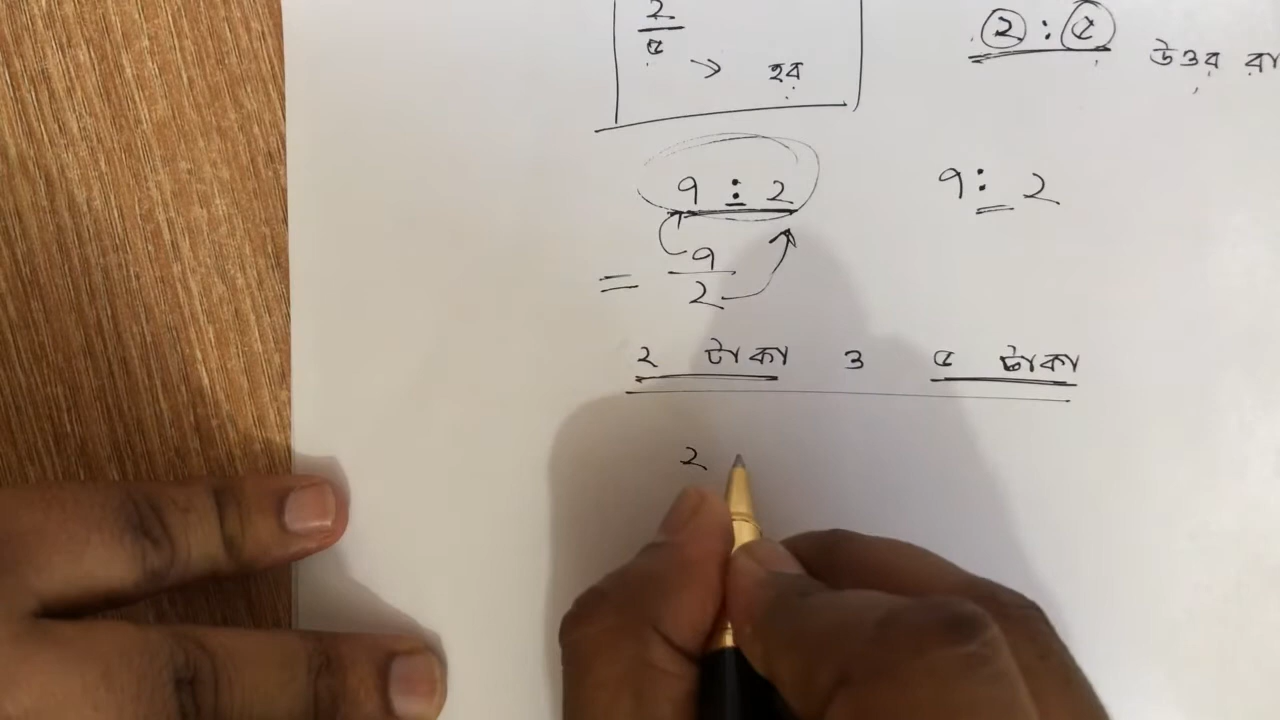 ২/৫ → হর
২ : ৫ উত্তর রা
৭ : ২ ৭ : ২
= ৭/২
২ টাকা ও ৫ টাকা
২